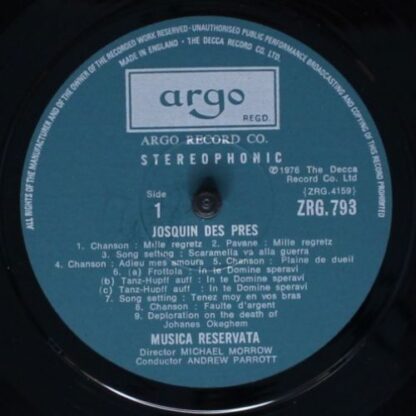 ALL RIGHTS OF THE MANUFACTURER AND OF THE OWNER OF THE RECORDED WORK RESERVED-UNAUTHORISED PUBLIC PERFORMANCE BROADCASTING AND COPYING OF THIS RECORD PROHIBITED
MADE IN ENGLAND · THE DECCA RECORD CO. LTD.
argo
REGD.
ARGO RECORD CO.
STEREOPHONIC
℗1976 The Decca
Record Co. Ltd
Side
1
(ZRG.4159)
ZRG.793
JOSQUIN DES PRES
1. Chanson : Mille regretz 2. Pavane : Mille regretz
3. Song setting : Scaramella va alla guerra
4. Chanson : Adieu mes amours 5. Chanson : Plaine de dueil
6. (a) Frottola : In te Domine speravi
(b) Tanz-Hupff auff : In te Domine speravi
(c) Tanz-Hupff auff : In te Domine speravi
7. Song setting : Tenez moy en vos bras
8. Chanson : Faulte d'argent
9. Deploration on the death of
Johanes Okeghem
MUSICA RESERVATA
Director MICHAEL MORROW
Conductor ANDREW PARROTT